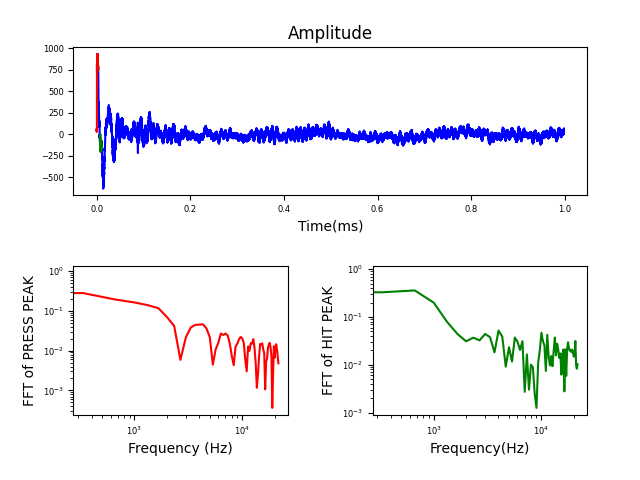 Amplitude
1000
750
500
250
0
−250
−500
0.0 0.2 0.4 0.6 0.8 1.0
Time(ms)
FFT of PRESS PEAK
10⁰
10⁻¹
10⁻²
10⁻³
10³ 10⁴
Frequency (Hz)
FFT of HIT PEAK
10⁰
10⁻¹
10⁻²
10⁻³
10³ 10⁴
Frequency(Hz)